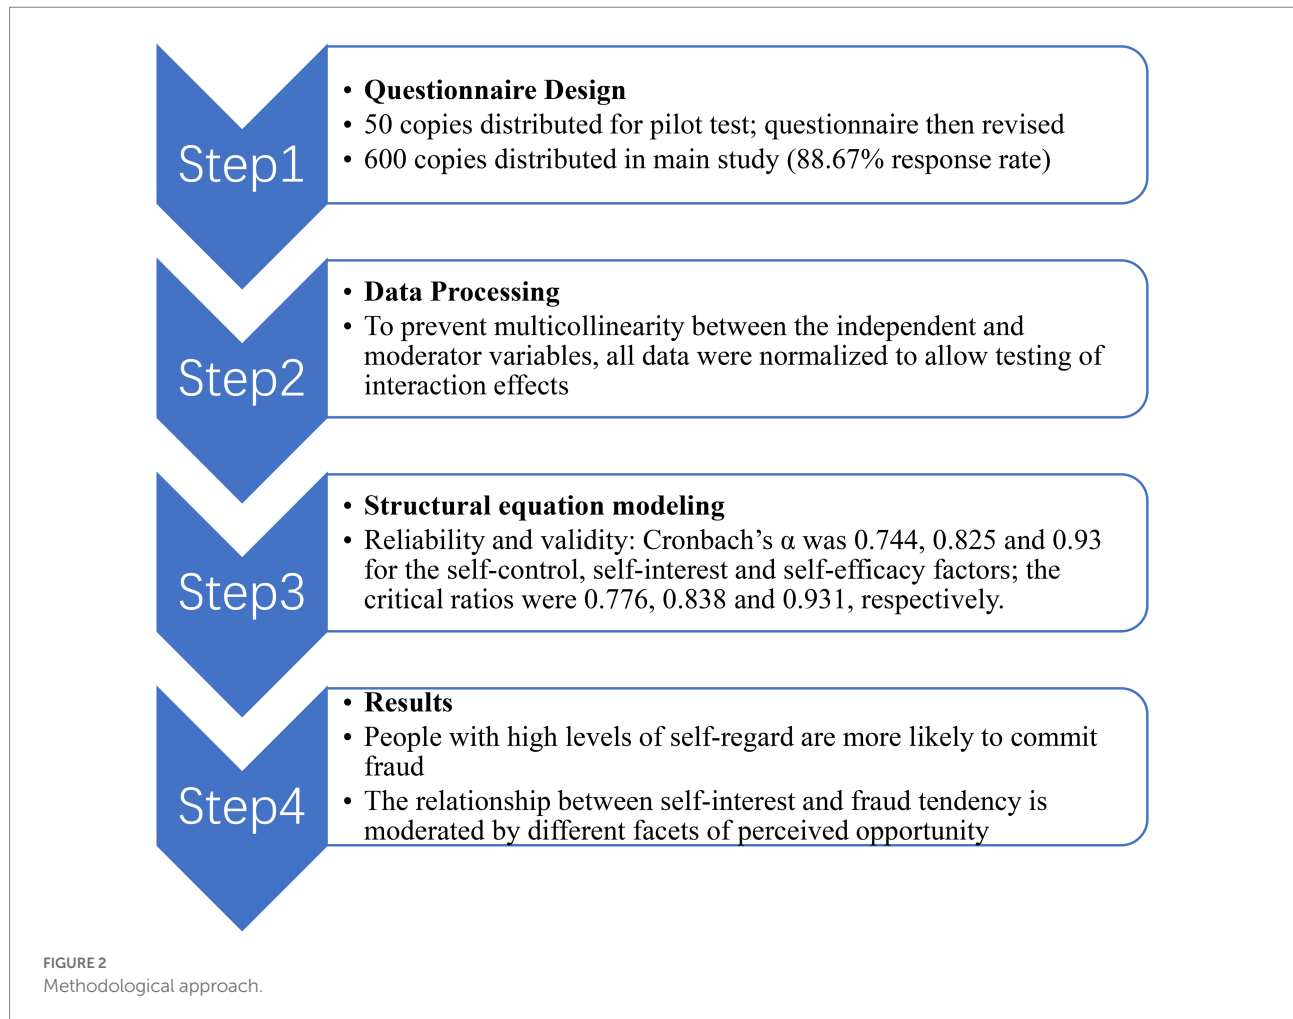 Step1
• Questionnaire Design
• 50 copies distributed for pilot test; questionnaire then revised
• 600 copies distributed in main study (88.67% response rate)
Step2
• Data Processing
• To prevent multicollinearity between the independent and
moderator variables, all data were normalized to allow testing of
interaction effects
Step3
• Structural equation modeling
• Reliability and validity: Cronbach’s α was 0.744, 0.825 and 0.93
for the self-control, self-interest and self-efficacy factors; the
critical ratios were 0.776, 0.838 and 0.931, respectively.
Step4
• Results
• People with high levels of self-regard are more likely to commit
fraud
• The relationship between self-interest and fraud tendency is
moderated by different facets of perceived opportunity
FIGURE 2
Methodological approach.